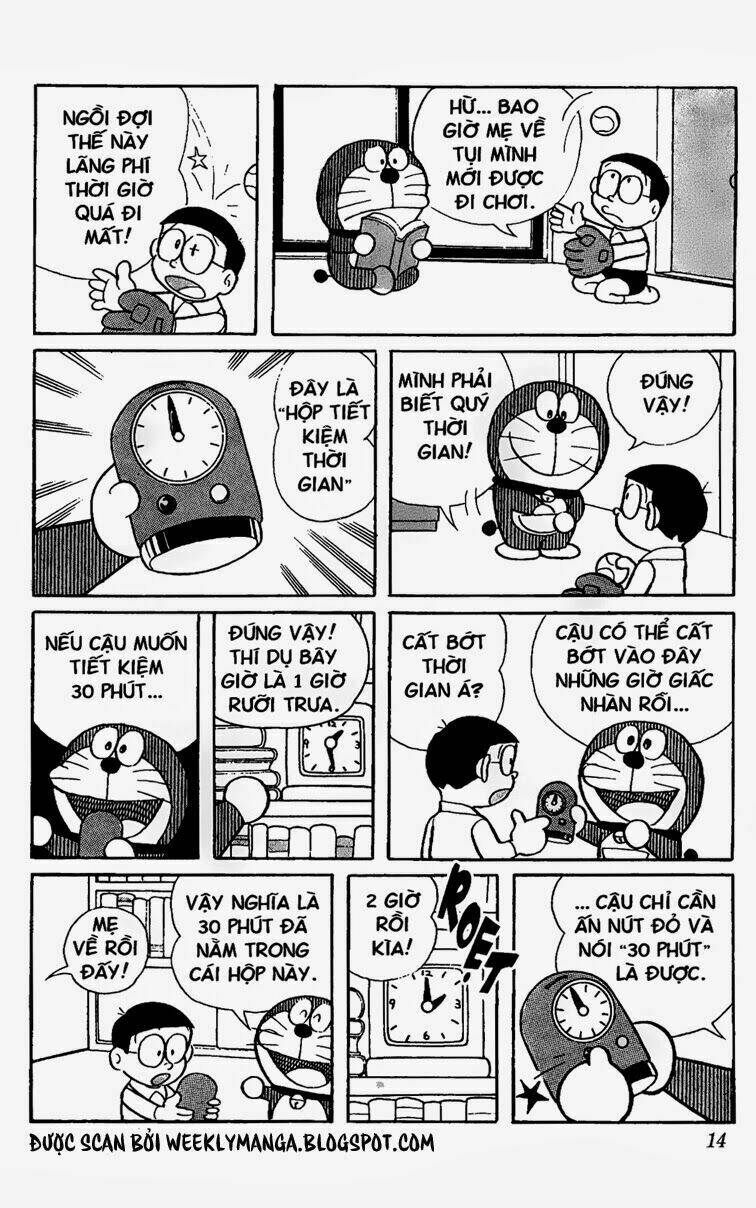 HỪ... BAO
GIỜ MẸ VỀ
TỤI MÌNH
MỚI ĐƯỢC
ĐI CHƠI.
NGỒI ĐỢI
THẾ NÀY
LÃNG PHÍ
THỜI GIỜ
QUÁ ĐI
MẤT!
ĐÚNG
VẬY!
MÌNH PHẢI
BIẾT QUÝ
THỜI
GIAN!
ĐÂY LÀ
"HỘP TIẾT
KIỆM
THỜI
GIAN"
CẬU CÓ THỂ CẤT
BỚT VÀO ĐÂY
NHỮNG GIỜ GIẤC
NHÀN RỖI...
CẤT BỚT
THỜI
GIAN Á?
ĐÚNG VẬY!
THÍ DỤ BÂY
GIỜ LÀ 1 GIỜ
RƯỠI TRƯA.
NẾU CẬU MUỐN
TIẾT KIỆM
30 PHÚT...
... CẬU CHỈ CẦN
ẤN NÚT ĐỎ VÀ
NÓI "30 PHÚT"
LÀ ĐƯỢC.
RỌẸT
2 GIỜ
RỒI
KÌA!
12
9
3
6
VẬY NGHĨA LÀ
30 PHÚT ĐÃ
NẰM TRONG
CÁI HỘP NÀY.
MẸ
VỀ RỒI
ĐẤY!
ĐƯỢC SCAN BỞI WEEKLYMANGA.BLOGSPOT.COM
14